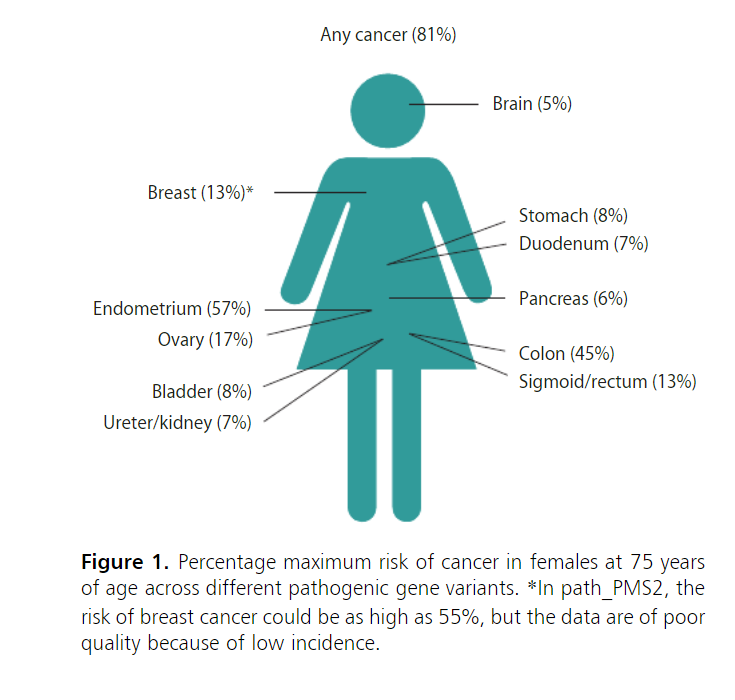 Any cancer (81%)
Brain (5%)
Breast (13%)*
Stomach (8%)
Duodenum (7%)
Pancreas (6%)
Endometrium (57%)
Ovary (17%)
Colon (45%)
Sigmoid/rectum (13%)
Bladder (8%)
Ureter/kidney (7%)
Figure 1. Percentage maximum risk of cancer in females at 75 years
of age across different pathogenic gene variants. *In path_PMS2, the
risk of breast cancer could be as high as 55%, but the data are of poor
quality because of low incidence.